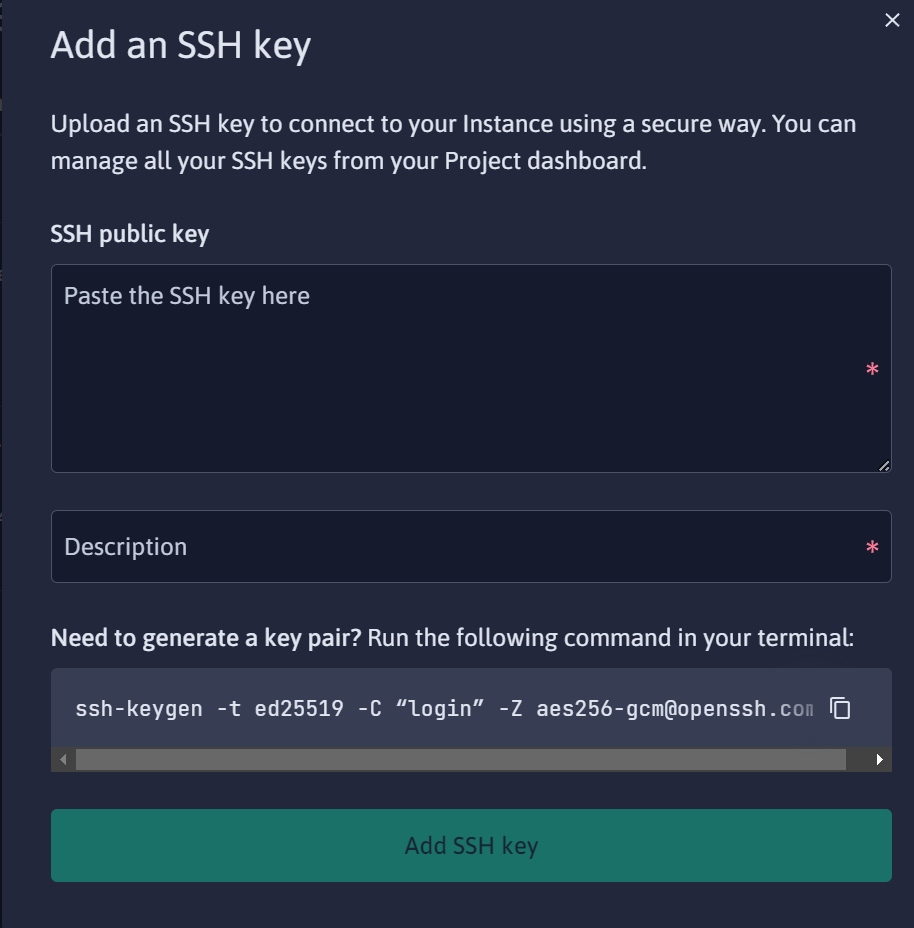 Add an SSH key
Upload an SSH key to connect to your Instance using a secure way. You can
manage all your SSH keys from your Project dashboard.
SSH public key
Paste the SSH key here
*
Description *
Need to generate a key pair? Run the following command in your terminal:
ssh-keygen -t ed25519 -C “login” -Z aes256-gcm@openssh.com
Add SSH key